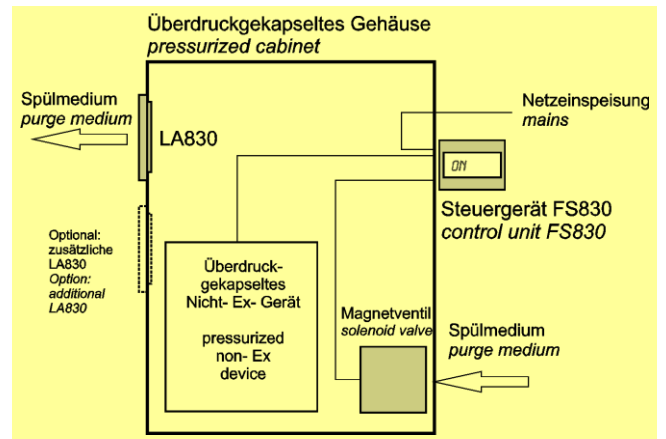 Überdruckgekapseltes Gehäuse
pressurized cabinet
Spülmedium
purge medium
LA830
Netzeinspeisung
mains
ON
Steuergerät FS830
control unit FS830
Optional:
zusätzliche
LA830
Option:
additional
LA830
Überdruck-
gekapseltes
Nicht- Ex- Gerät
pressurized
non- Ex
device
Magnetventil
solenoid valve
Spülmedium
purge medium